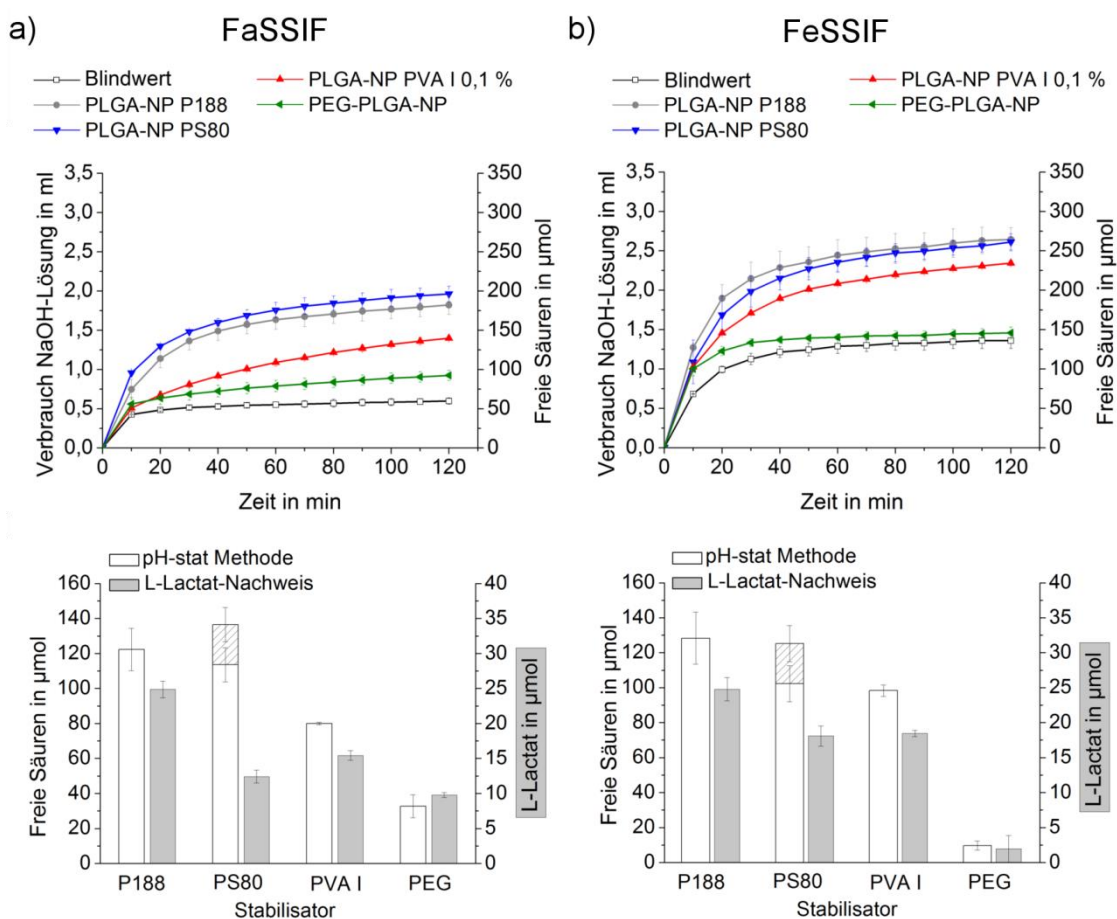 a) FaSSIF
Blindwert
PLGA-NP P188
PLGA-NP PS80
PLGA-NP PVA I 0,1 %
PEG-PLGA-NP
Verbrauch NaOH-Lösung in ml
3,5
3,0
2,5
2,0
1,5
1,0
0,5
0,0
350
300
250
200
150
100
50
0
Freie Säuren in µmol
0 20 40 60 80 100 120
Zeit in min
b) FeSSIF
Blindwert
PLGA-NP P188
PLGA-NP PS80
PLGA-NP PVA I 0,1 %
PEG-PLGA-NP
Verbrauch NaOH-Lösung in ml
3,5
3,0
2,5
2,0
1,5
1,0
0,5
0,0
350
300
250
200
150
100
50
0
Freie Säuren in µmol
0 20 40 60 80 100 120
Zeit in min
pH-stat Methode
L-Lactat-Nachweis
Freie Säuren in µmol
160
140
120
100
80
60
40
20
0
40
35
30
25
20
15
10
5
0
L-Lactat in µmol
P188 PS80 PVA I PEG
Stabilisator
pH-stat Methode
L-Lactat-Nachweis
Freie Säuren in µmol
160
140
120
100
80
60
40
20
0
40
35
30
25
20
15
10
5
0
L-Lactat in µmol
P188 PS80 PVA I PEG
Stabilisator